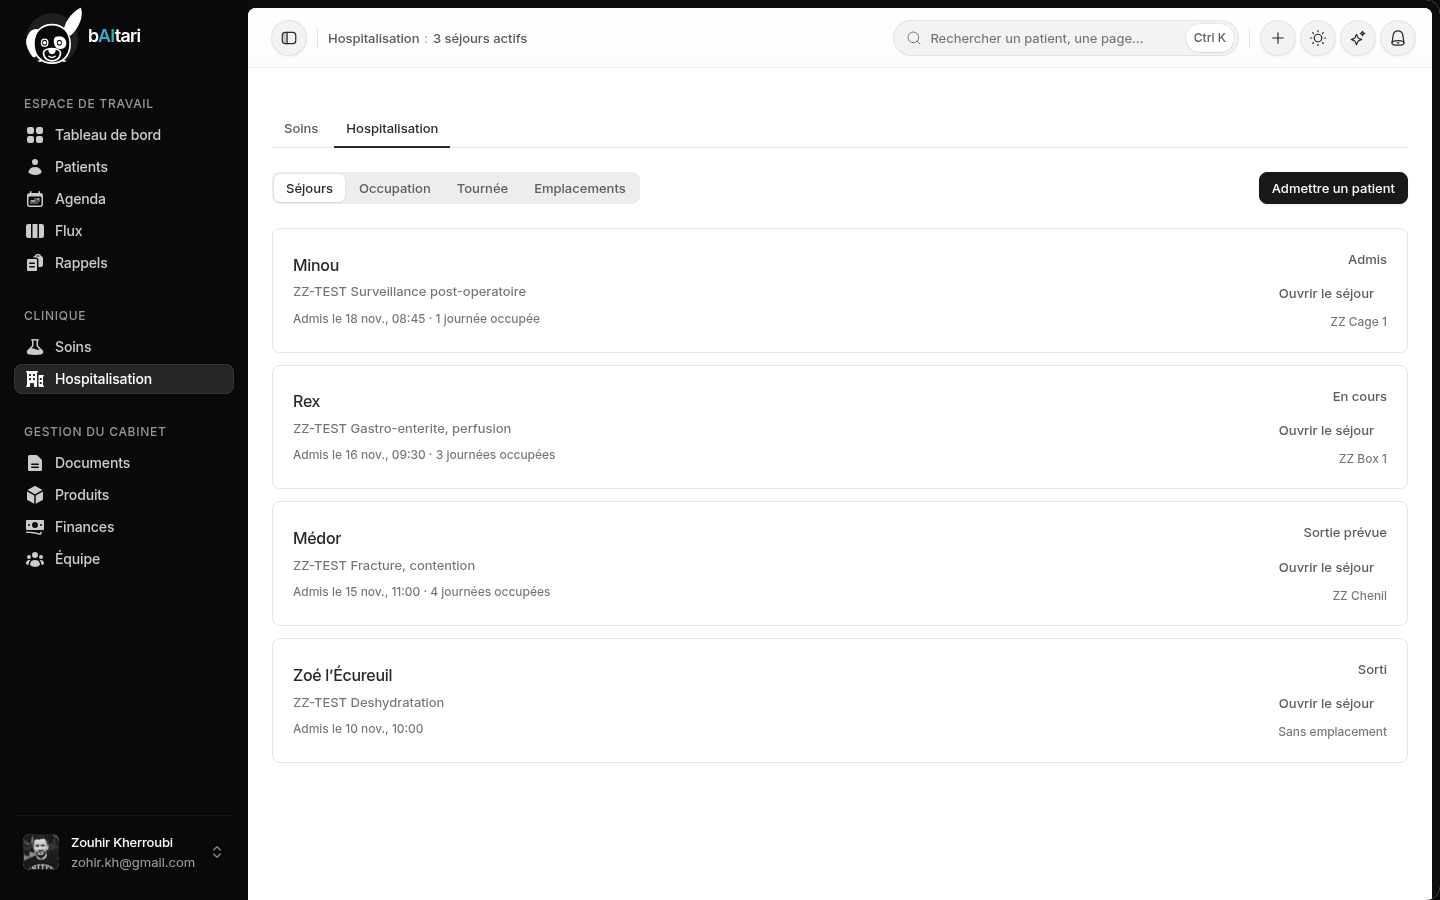 bAItari
Hospitalisation : 3 séjours actifs
Rechercher un patient, une page...
Ctrl K
ESPACE DE TRAVAIL
Tableau de bord
Patients
Agenda
Flux
Rappels
CLINIQUE
Soins
Hospitalisation
GESTION DU CABINET
Documents
Produits
Finances
Équipe
Zouhir Kherroubi
zohir.kh@gmail.com
Soins
Hospitalisation
Séjours
Occupation
Tournée
Emplacements
Admettre un patient
Minou
ZZ-TEST Surveillance post-operatoire
Admis le 18 nov., 08:45 · 1 journée occupée
Admis
Ouvrir le séjour
ZZ Cage 1
Rex
ZZ-TEST Gastro-enterite, perfusion
Admis le 16 nov., 09:30 · 3 journées occupées
En cours
Ouvrir le séjour
ZZ Box 1
Médor
ZZ-TEST Fracture, contention
Admis le 15 nov., 11:00 · 4 journées occupées
Sortie prévue
Ouvrir le séjour
ZZ Chenil
Zoé l’Écureuil
ZZ-TEST Deshydratation
Admis le 10 nov., 10:00
Sorti
Ouvrir le séjour
Sans emplacement